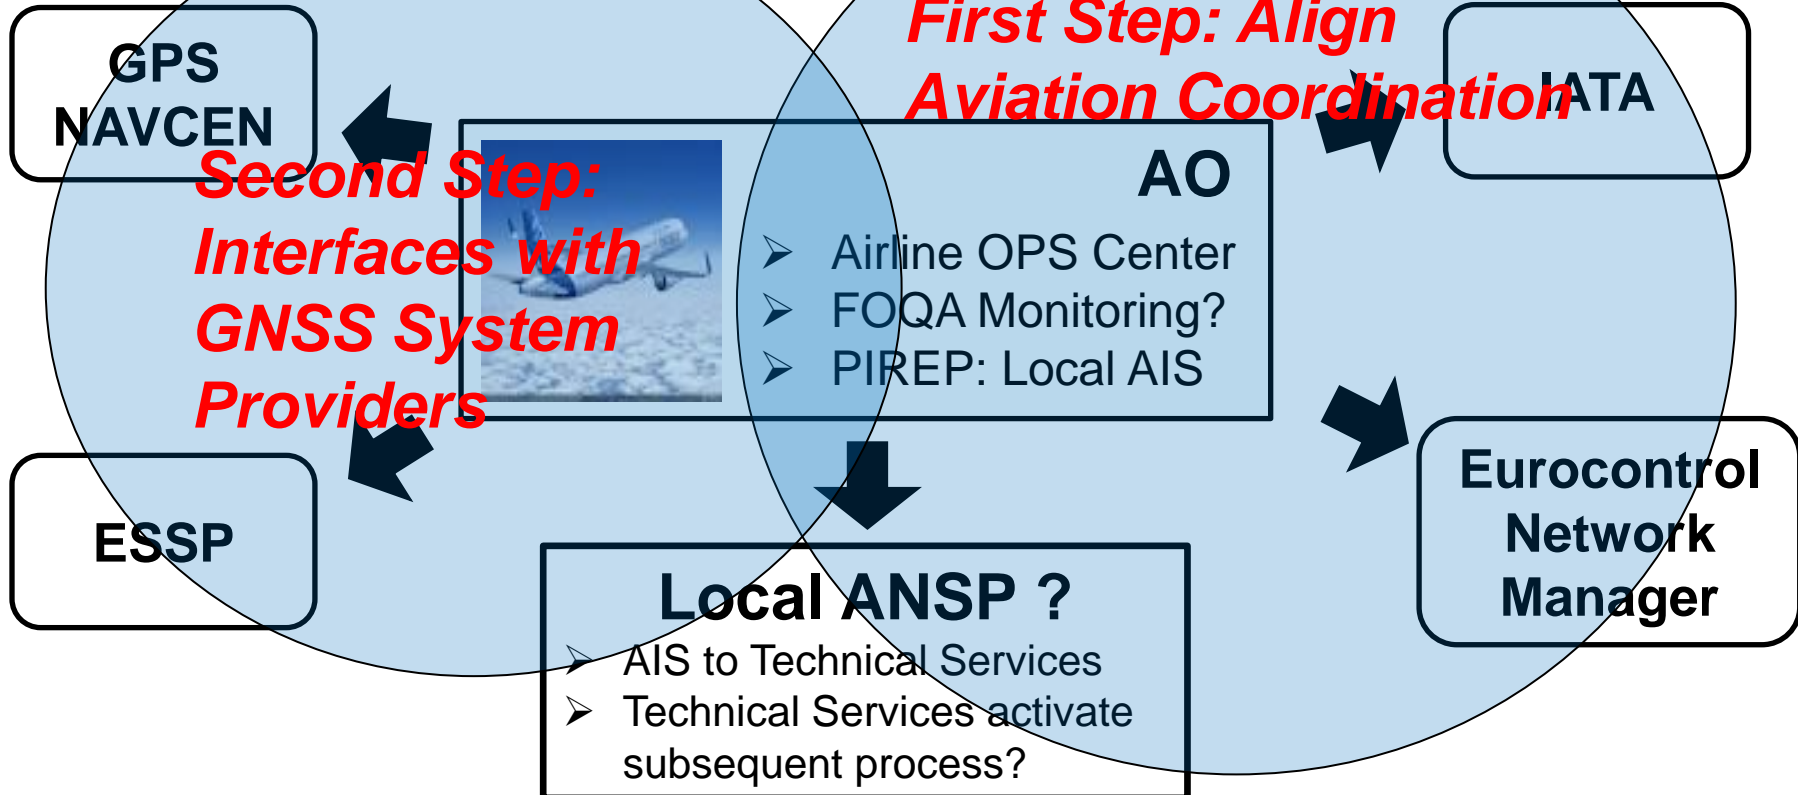 First Step: Align
Aviation Coordination
GPS
NAVCEN
IATA
Second Step:
Interfaces with
GNSS System
Providers
AO
➢ Airline OPS Center
➢ FOQA Monitoring?
➢ PIREP: Local AIS
ESSP
Eurocontrol
Network
Manager
Local ANSP ?
➢ AIS to Technical Services
➢ Technical Services activate
subsequent process?